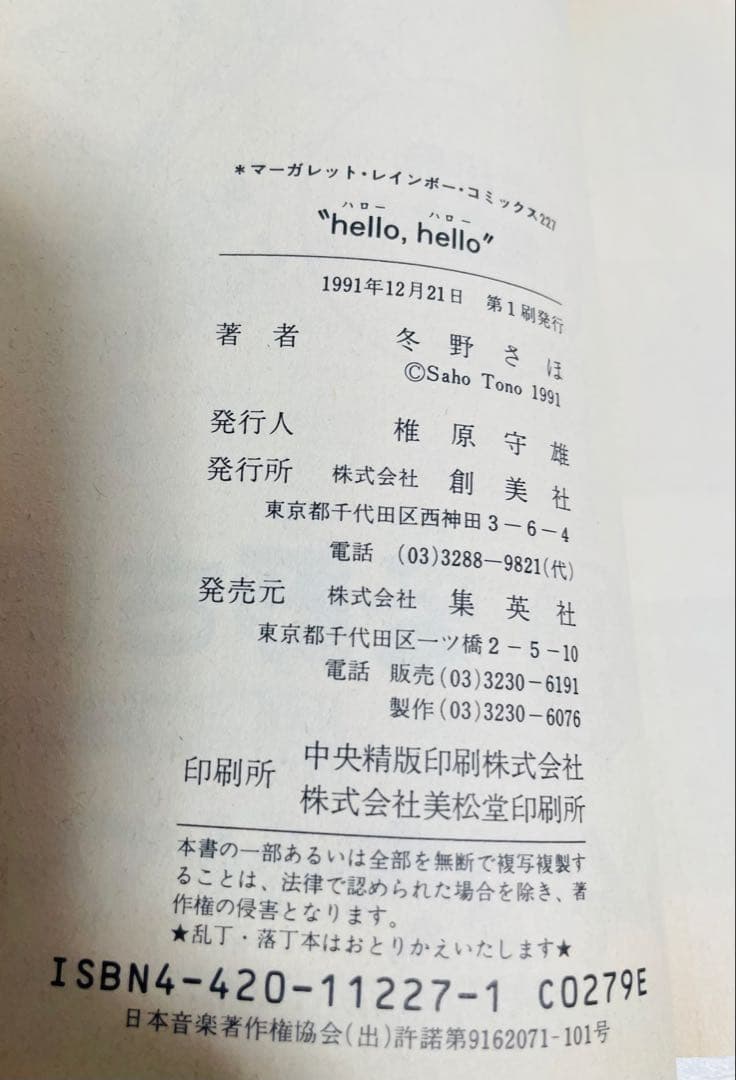 *マーガレット・レインボー・コミックス227
ハロー ハロー
〝hello, hello〟
1991年12月21日 第1刷発行
著者 冬野さほ
©Saho Tono 1991
発行人 椎原守雄
発行所 株式会社 創美社
東京都千代田区西神田3-6-4
電話 (03)3288-9821(代)
発売元 株式会社 集英社
東京都千代田区一ツ橋2-5-10
電話 販売(03)3230-6191
製作(03)3230-6076
印刷所 中央精版印刷株式会社
株式会社美松堂印刷所
本書の一部あるいは全部を無断で複写複製す
ることは、法律で認められた場合を除き、著
作権の侵害となります。
★乱丁・落丁本はおとりかえいたします★
ISBN4-420-11227-1 C0279E
日本音楽著作権協会(出)許諾第9162071-101号